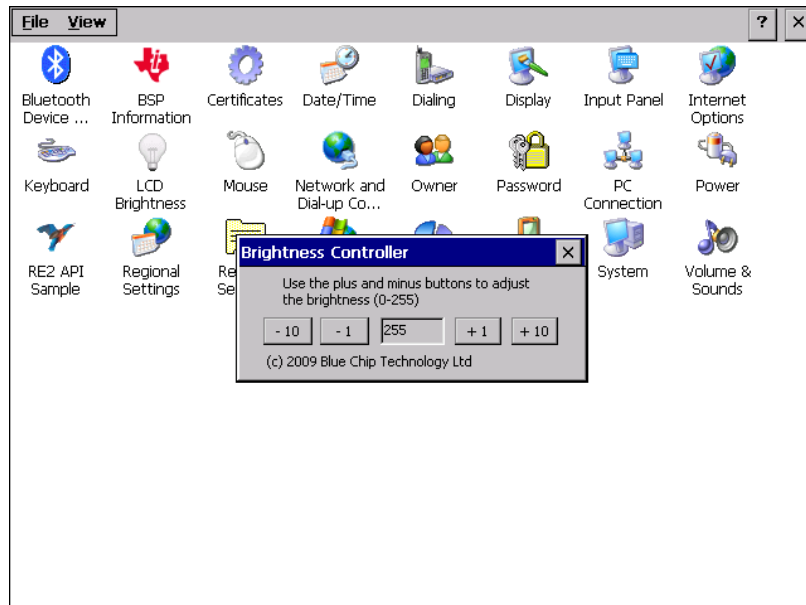 File View ? ×
Bluetooth Device ...
BSP Information
Certificates
Date/Time
Dialing
Display
Input Panel
Internet Options
Keyboard
LCD Brightness
Mouse
Network and Dial-up Co...
Owner
Password
PC Connection
Power
RE2 API Sample
Regional Settings
System
Volume & Sounds
Brightness Controller ×
Use the plus and minus buttons to adjust
the brightness (0-255)
- 10 - 1 255 + 1 + 10
(c) 2009 Blue Chip Technology Ltd